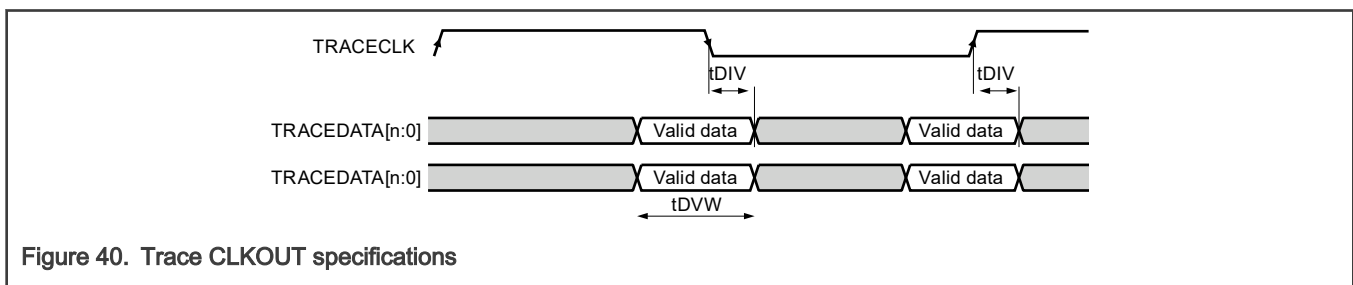 TRACECLK
tDIV tDIV
TRACEDATA[n:0] Valid data Valid data
TRACEDATA[n:0] Valid data Valid data
tDVW
Figure 40. Trace CLKOUT specifications